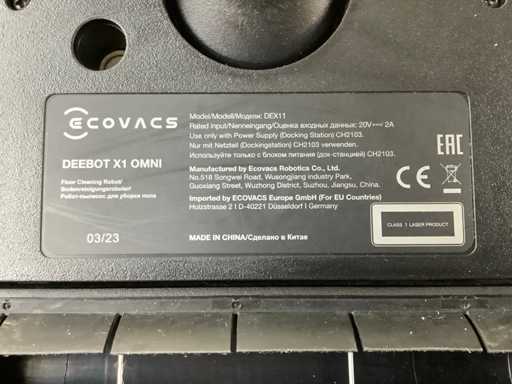 ECOVACS
DEEBOT X1 OMNI
Floor Cleaning Robot/
Bodenreinigungsroboter/
Робот-пылесос для уборки пола
03/23
Model/Modell/Модели: DEX11
Rated Input/Nenneingang/Оценка входных данных: 20V⎓ 2A
Use only with Power Supply (Docking Station) CH2103.
Nur mit Netzteil (Dockingstation) CH2103 verwenden.
Используйте только с блоком питания (док-станцией) CH2103.
Manufactured by Ecovacs Robotics Co., Ltd.
No.518 Songwei Road, Wusongjiang Industry Park,
Guoxiang Street, Wuzhong District, Suzhou, Jiangsu, China.
Imported by ECOVACS Europe GmbH (For EU Countries)
Holzstrasse 2 I D-40221 Düsseldorf I Germany
MADE IN CHINA/Сделано в Китае
EAC
CE
CLASS 1 LASER PRODUCT